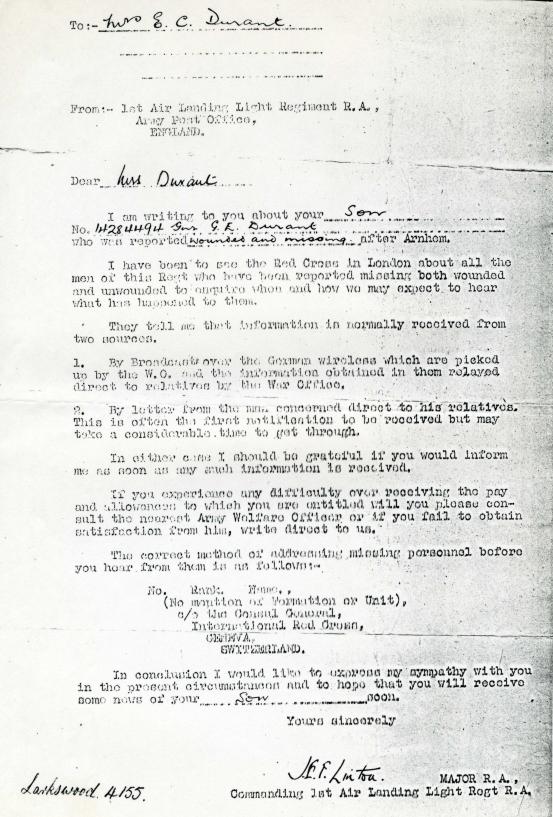 To:- Mrs E. C. Durant.
From:- 1st Air Landing Light Regiment R.A.,
Army Post Office,
ENGLAND.
Dear Mrs Durant
I am writing to you about your Son
No. 14284494 Gnr G.E. Durant
who was reported wounded and missing after Arnhem.
I have been to see the Red Cross in London about all the
men of this Regt who have been reported missing both wounded
and unwounded to enquire when and how we may expect to hear
what has happened to them.
They tell me that information is normally received from
two sources.
1. By Broadcast over the German wireless which are picked
up by the W.O. and the information obtained in them relayed
direct to relatives by the War Office.
2. By letter from the man concerned direct to his relatives.
This is often the first notification to be received but may
take a considerable time to get through.
In either case I should be grateful if you would inform
me as soon as any such information is received.
If you experience any difficulty over receiving the pay
and allowances to which you are entitled will you please con-
sult the nearest Army Welfare Officer or if you fail to obtain
satisfaction from him, write direct to us.
The correct method of addressing missing personnel before
you hear from them is as follows:-
No. Rank. Name.,
(No mention of Formation or Unit),
c/o the Consul General,
International Red Cross,
GENEVA,
SWITZERLAND.
In conclusion I would like to express my sympathy with you
in the present circumstances and to hope that you will receive
some news of your Son soon.
Yours sincerely
Linton.
MAJOR R.A.,
Commanding 1st Air Landing Light Regt R.A.
Larkswood. 4155.